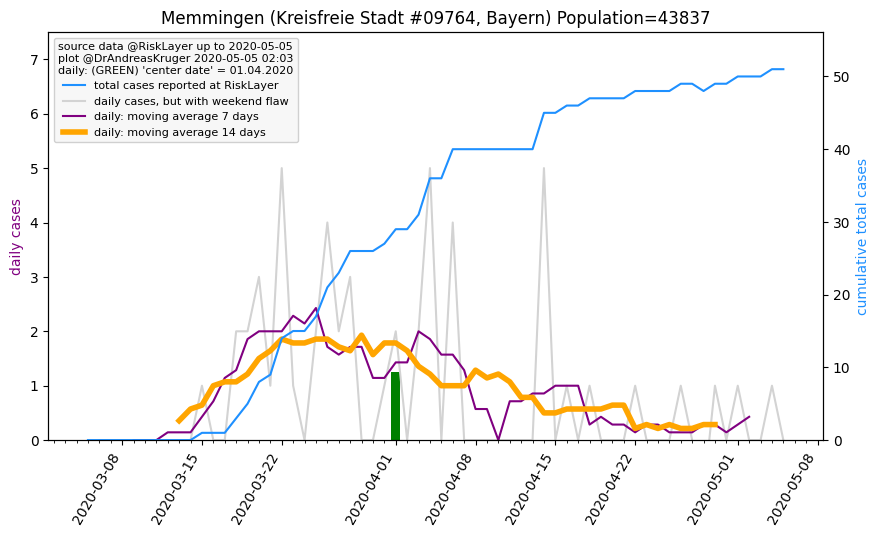 Memmingen (Kreisfreie Stadt #09764, Bayern) Population=43837
source data @RiskLayer up to 2020-05-05
plot @DrAndreasKruger 2020-05-05 02:03
daily: (GREEN) 'center date' = 01.04.2020
total cases reported at RiskLayer
daily cases, but with weekend flaw
daily: moving average 7 days
daily: moving average 14 days
daily cases
7
6
5
4
3
2
1
0
cumulative total cases
50
40
30
20
10
0
2020-03-08
2020-03-15
2020-03-22
2020-04-01
2020-04-08
2020-04-15
2020-04-22
2020-05-01
2020-05-08